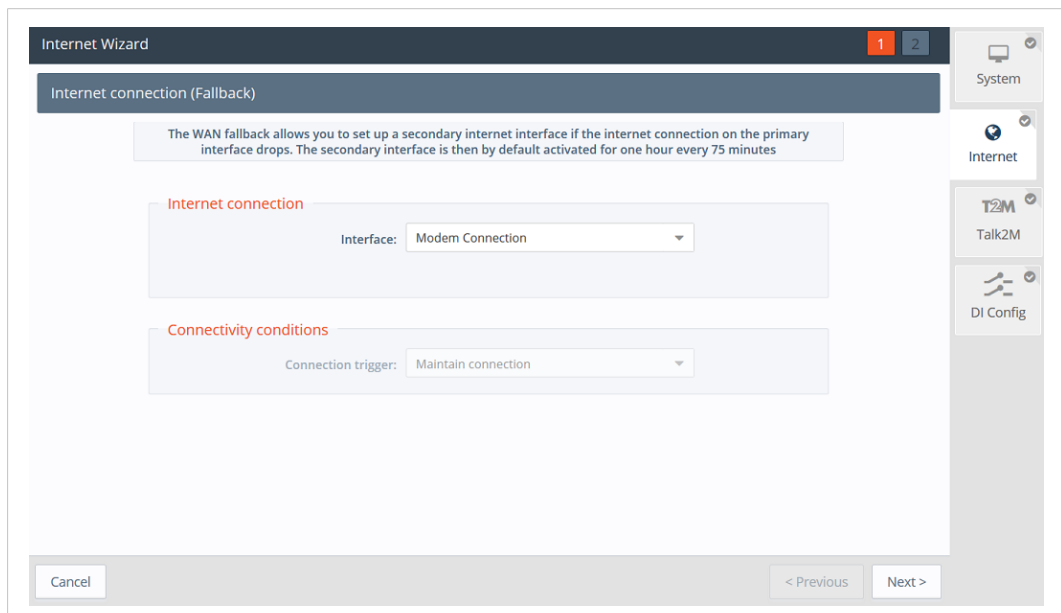 Internet Wizard
1
2
Internet connection (Fallback)
The WAN fallback allows you to set up a secondary internet interface if the internet connection on the primary
interface drops. The secondary interface is then by default activated for one hour every 75 minutes
Internet connection
Interface: Modem Connection
Connectivity conditions
Connection trigger: Maintain connection
Cancel
< Previous
Next >
System
Internet
T2M
Talk2M
DI Config